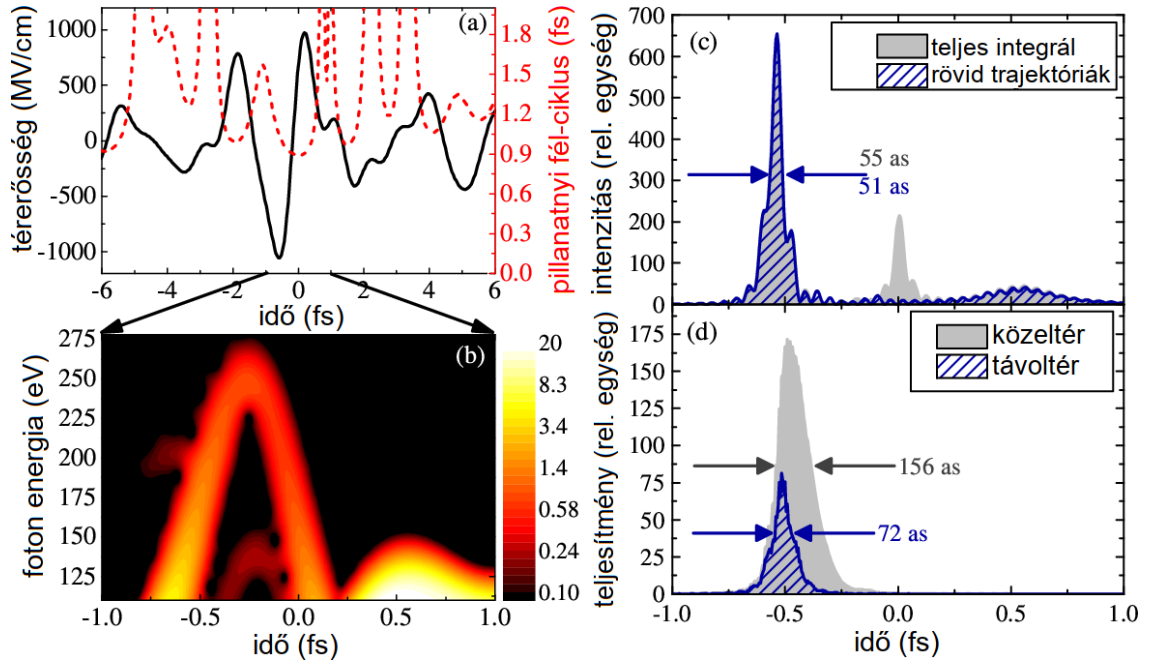 (a)
térerősség (MV/cm)
1000
500
0
-500
-1000
pillanatnyi fél-ciklus (fs)
1.8
1.5
1.2
0.9
0.6
0.3
0.0
-6 -4 -2 0 2 4 6
idő (fs)
(b)
foton energia (eV)
275
250
225
200
175
150
125
20
8.3
3.4
1.4
0.58
0.24
0.10
-1.0 -0.5 0.0 0.5 1.0
idő (fs)
(c)
teljes integrál
rövid trajektóriák
intenzitás (rel. egység)
700
600
500
400
300
200
100
0
55 as
51 as
(d)
közeltér
távoltér
teljesítmény (rel. egység)
175
150
125
100
75
50
25
0
156 as
72 as
-1.0 -0.5 0.0 0.5 1.0
idő (fs)